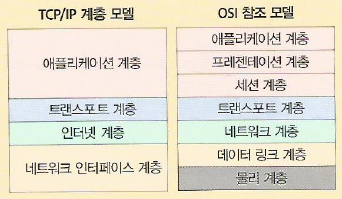 TCP/IP 계층 모델
애플리케이션 계층
트랜스포트 계층
인터넷 계층
네트워크 인터페이스 계층
OSI 참조 모델
애플리케이션 계층
프레젠테이션 계층
세션 계층
트랜스포트 계층
네트워크 계층
데이터 링크 계층
물리 계층